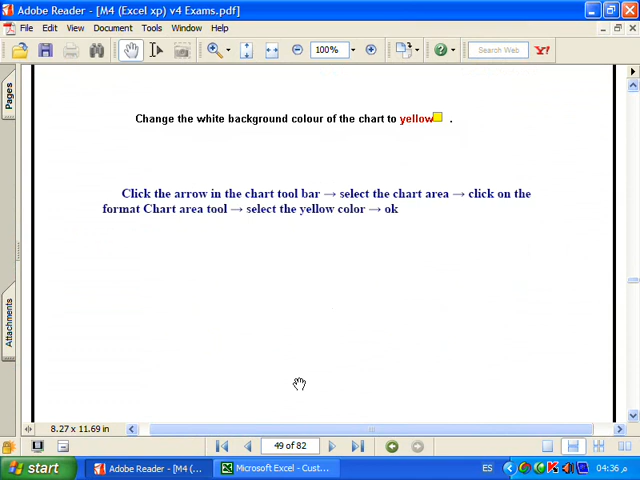 Adobe Reader - [M4 (Excel xp) v4 Exams.pdf]
File Edit View Document Tools Window Help
100%
Search Web
Y!
Pages
Change the white background colour of the chart to yellow .
Click the arrow in the chart tool bar → select the chart area → click on the
format Chart area tool → select the yellow color → ok
Attachments
8.27 x 11.69 in
49 of 82
start
Adobe Reader - [M4 (...
Microsoft Excel - Cust...
ES
04:36 م